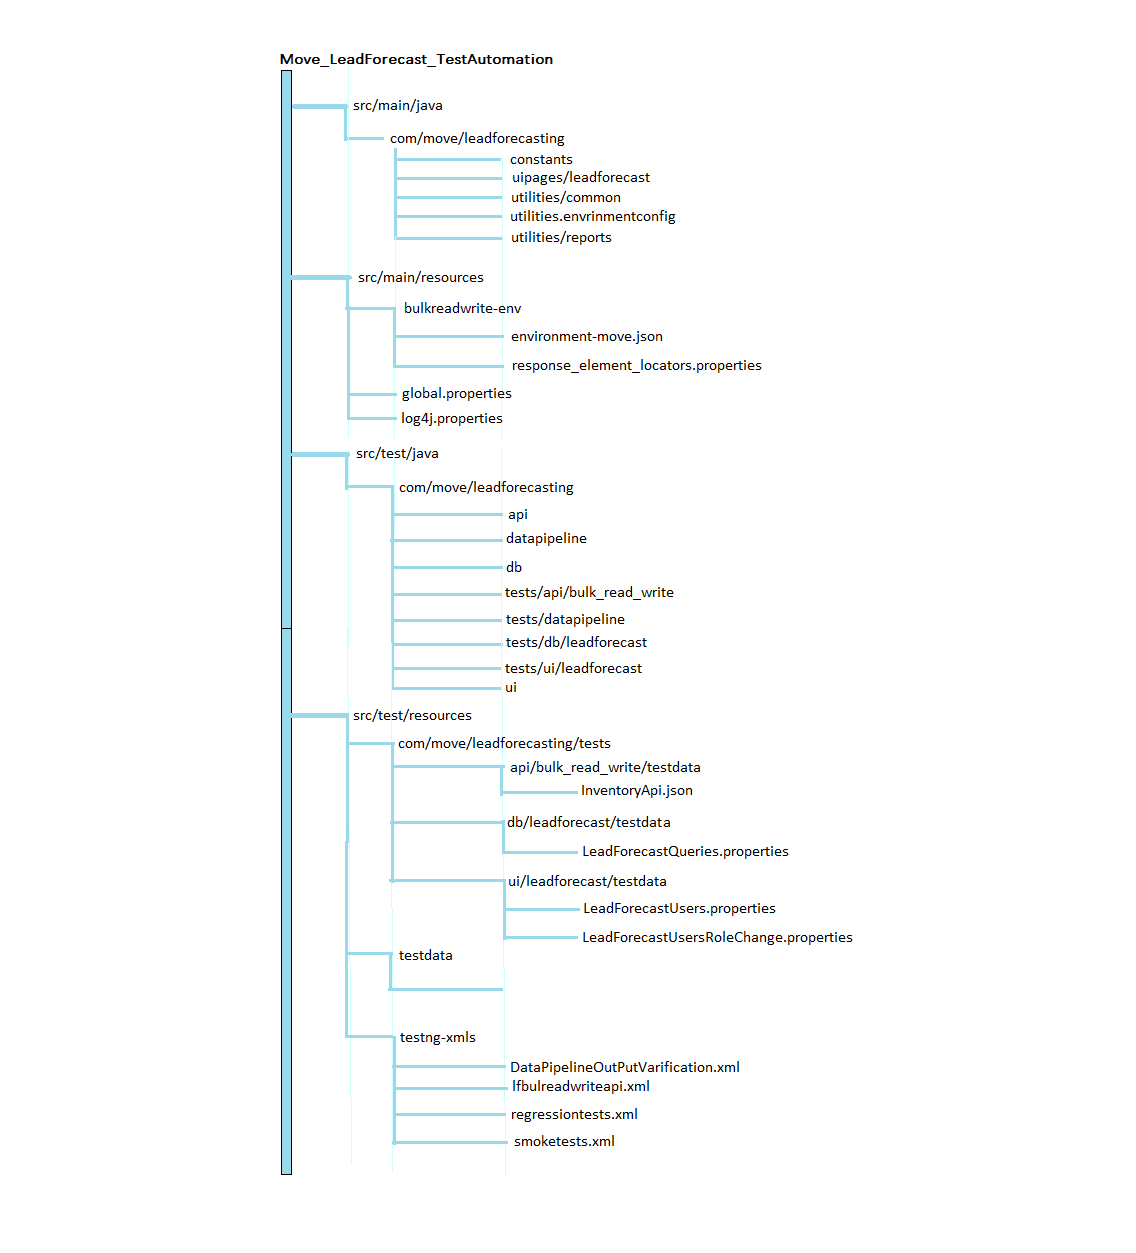 Move_LeadForecast_TestAutomation
src/main/java
com/move/leadforecasting
constants
uipages/leadforecast
utilities/common
utilities.envrinmentconfig
utilities/reports
src/main/resources
bulkreadwrite-env
environment-move.json
response_element_locators.properties
global.properties
log4j.properties
src/test/java
com/move/leadforecasting
api
datapipeline
db
tests/api/bulk_read_write
tests/datapipeline
tests/db/leadforecast
tests/ui/leadforecast
ui
src/test/resources
com/move/leadforecasting/tests
api/bulk_read_write/testdata
InventoryApi.json
db/leadforecast/testdata
LeadForecastQueries.properties
ui/leadforecast/testdata
LeadForecastUsers.properties
LeadForecastUsersRoleChange.properties
testdata
testng-xmls
DataPipelineOutPutVarification.xml
lfbulreadwriteapi.xml
regressiontests.xml
smoketests.xml